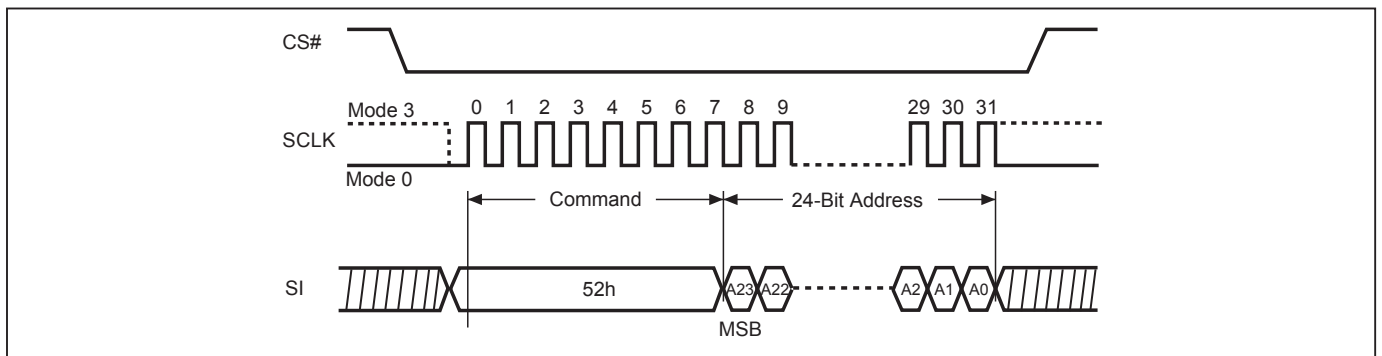 CS#
Mode 3
0 1 2 3 4 5 6 7 8 9 29 30 31
SCLK
Mode 0
Command
24-Bit Address
SI
52h
A23 A22 A2 A1 A0
MSB